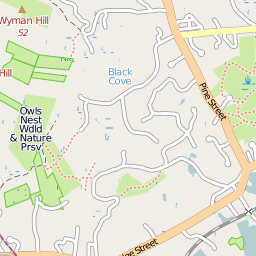 Wyman Hill
52
Hill
Black
Cove
Pine Street
Owls
Nest
Wdld
& Nature
Prsv
Street